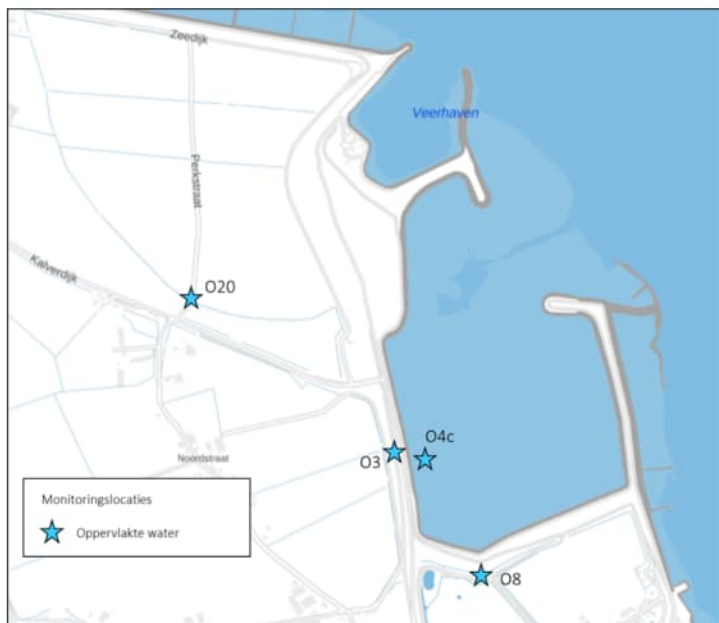 Zeedijk
Veerhaven
Perkstraat
Kalverdijk
O20
O4c
O3
Noordstraat
Monitoringslocaties
Oppervlakte water
O8